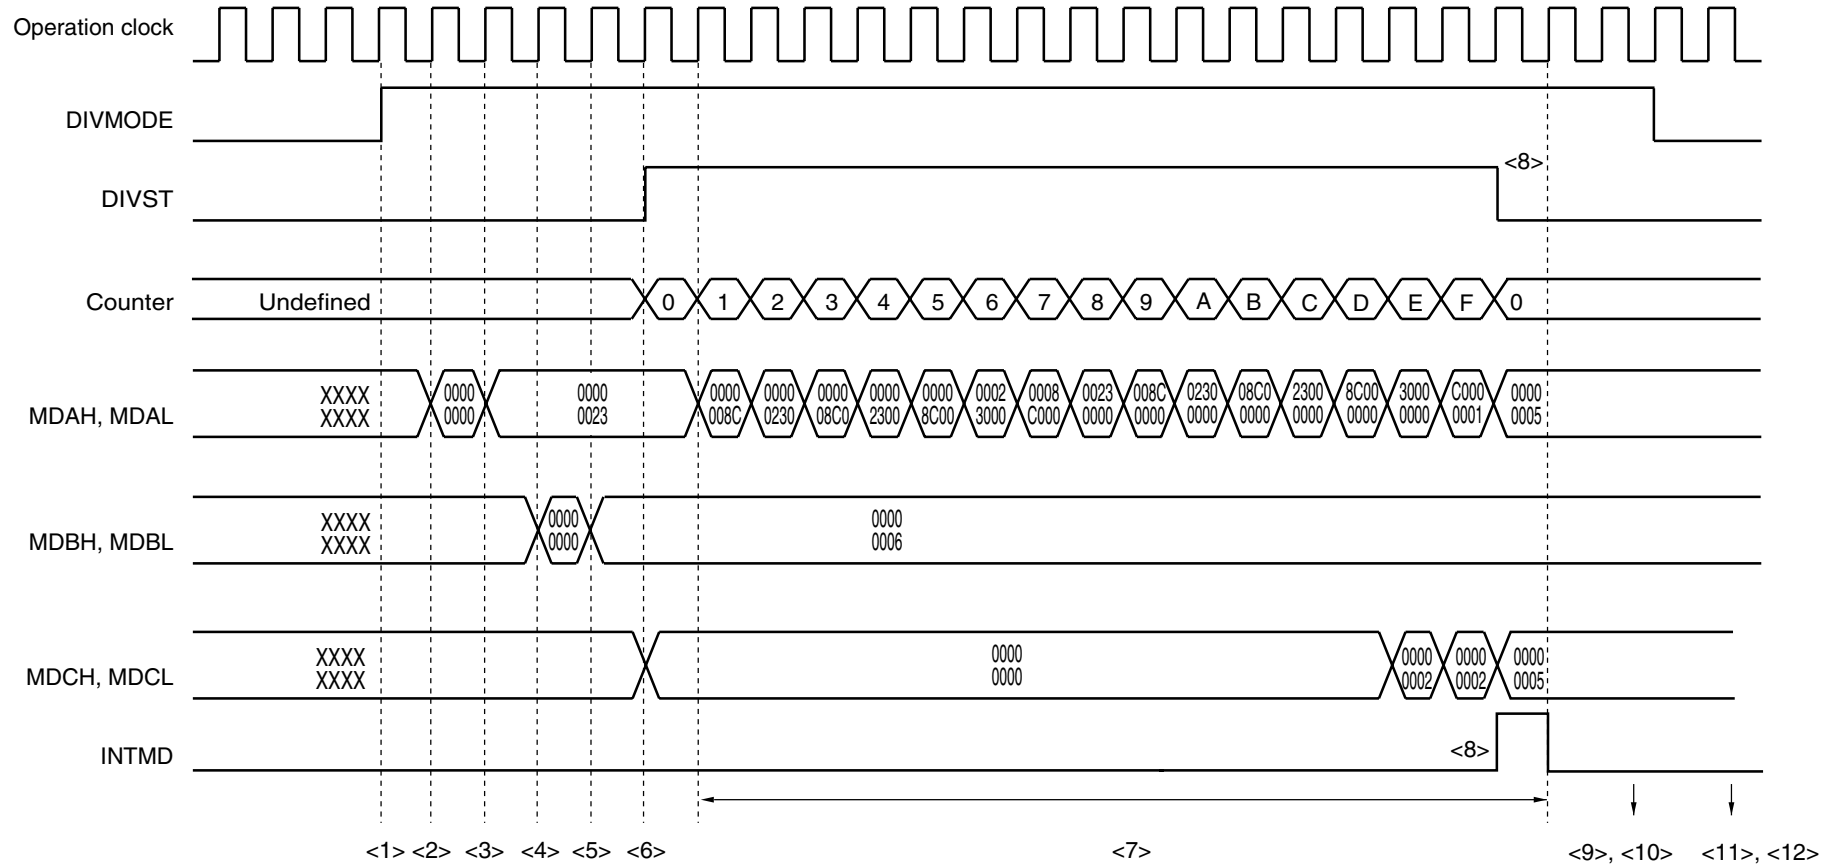 Operation clock
DIVMODE
<8>
DIVST
Counter Undefined 0 1 2 3 4 5 6 7 8 9 A B C D E F 0
XXXX 0000 0000 0000 0000 0000 0000 0000 0002 0008 0023 008C 0230 08C0 2300 8C00 3000 C000 0000
MDAH, MDAL XXXX 0000 0023 008C 0230 08C0 2300 8C00 3000 C000 0000 0000 0000 0000 0000 0000 0000 0001 0005
XXXX 0000 0000
MDBH, MDBL XXXX 0000 0006
XXXX 0000 0000 0000 0000
MDCH, MDCL XXXX 0000 0002 0002 0005
INTMD <8>
<1> <2> <3> <4> <5> <6> <7> <9>, <10> <11>, <12>